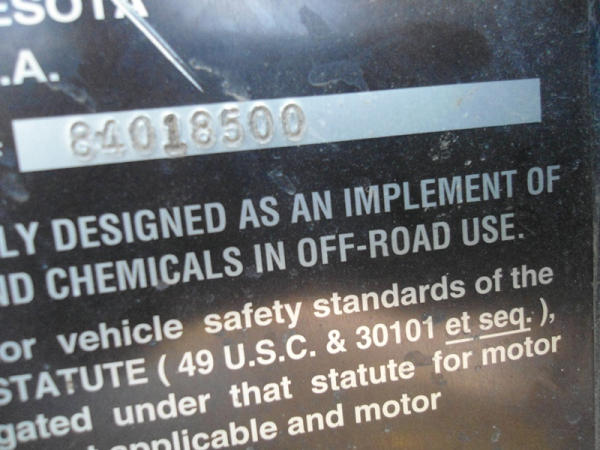 ESOTA
.A.
84018500
LY DESIGNED AS AN IMPLEMENT OF
ND CHEMICALS IN OFF-ROAD USE.
or vehicle safety standards of the
STATUTE ( 49 U.S.C. & 30101 et seq. ),
gated under that statute for motor
applicable and motor